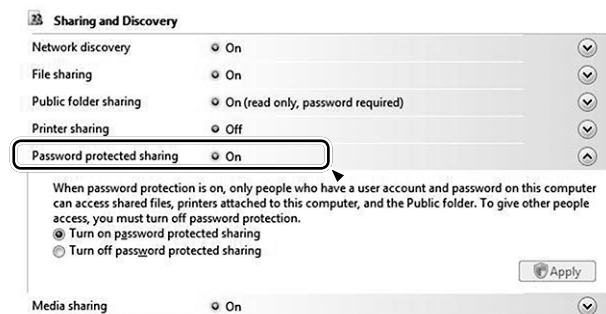 Sharing and Discovery
Network discovery On
File sharing On
Public folder sharing On (read only, password required)
Printer sharing Off
Password protected sharing On
When password protection is on, only people who have a user account and password on this computer
can access shared files, printers attached to this computer, and the Public folder. To give other people
access, you must turn off password protection.
Turn on password protected sharing
Turn off password protected sharing
Apply
Media sharing On